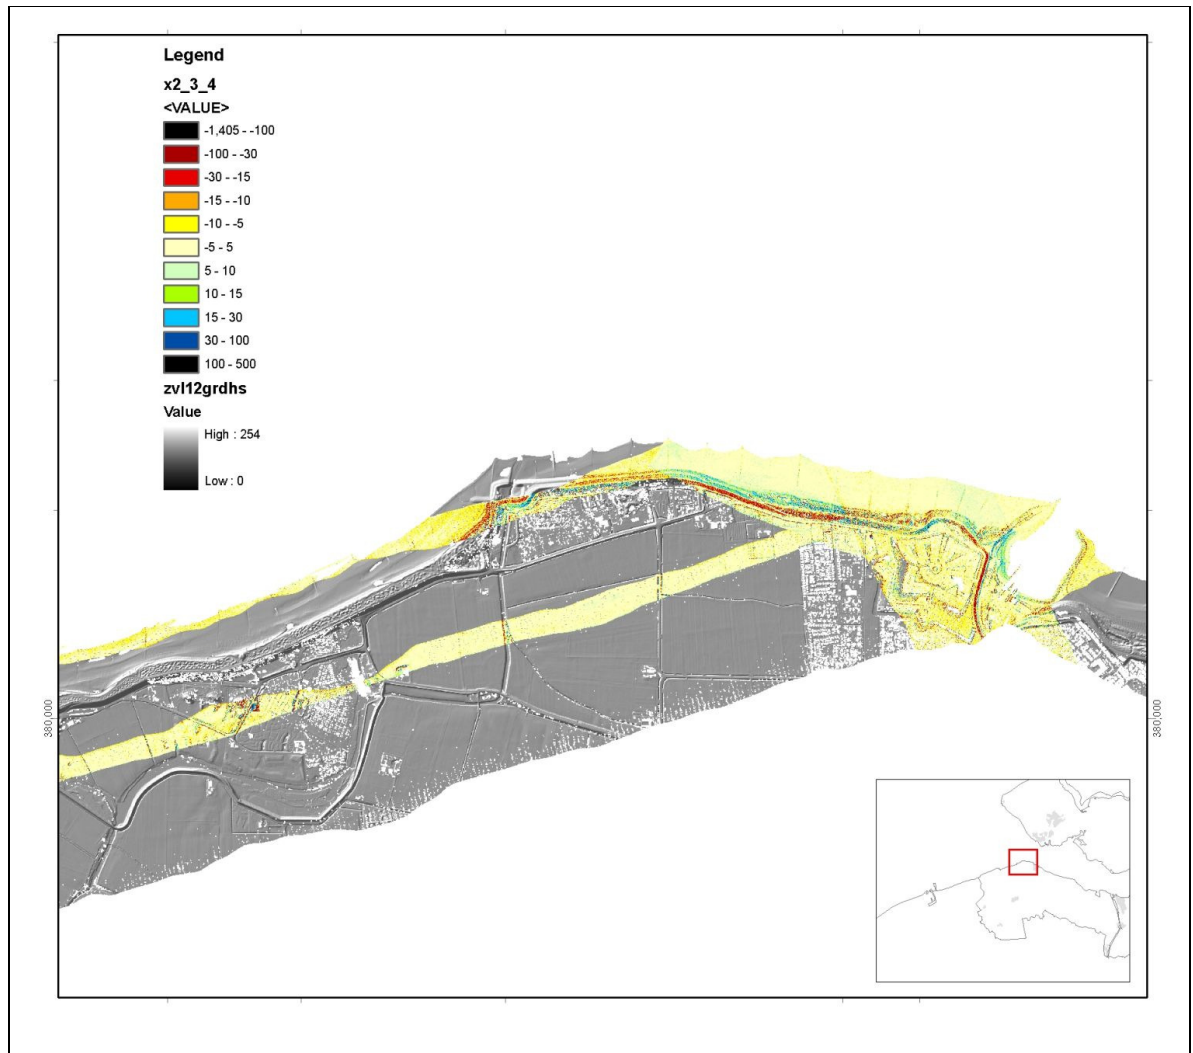 Legend
x2_3_4
<VALUE>
-1,405 - -100
-100 - -30
-30 - -15
-15 - -10
-10 - -5
-5 - 5
5 - 10
10 - 15
15 - 30
30 - 100
100 - 500
zvl12grdhs
Value
High : 254
Low : 0
380,000
380,000